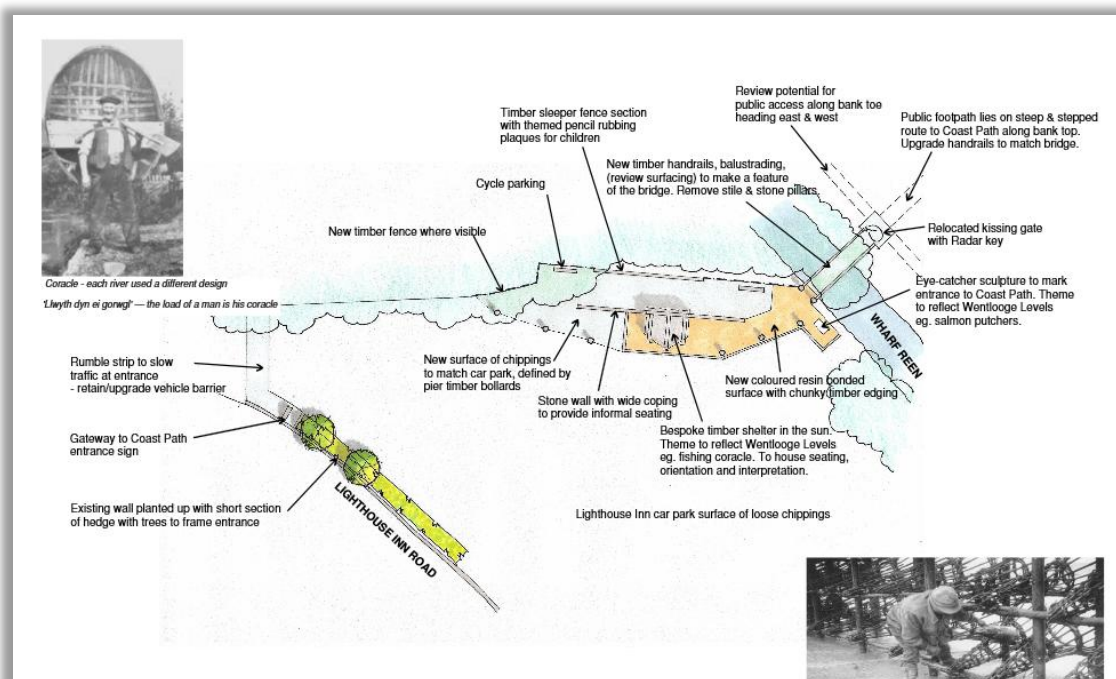 Coracle - each river used a different design
'Llwyth dyn ei gorwgl' — the load of a man is his coracle
Timber sleeper fence section
with themed pencil rubbing
plaques for children
Cycle parking
New timber fence where visible
Review potential for
public access along bank toe
heading east & west
Public footpath lies on steep & stepped
route to Coast Path along bank top.
Upgrade handrails to match bridge.
New timber handrails, balustrading,
(review surfacing) to make a feature
of the bridge. Remove stile & stone pillars.
Relocated kissing gate
with Radar key
Eye-catcher sculpture to mark
entrance to Coast Path. Theme
to reflect Wentlooge Levels
eg. salmon putchers.
WHARF REEN
Rumble strip to slow
traffic at entrance
- retain/upgrade vehicle barrier
New surface of chippings
to match car park, defined by
pier timber bollards
Stone wall with wide coping
to provide informal seating
New coloured resin bonded
surface with chunky timber edging
Bespoke timber shelter in the sun.
Theme to reflect Wentlooge Levels
eg. fishing coracle. To house seating,
orientation and interpretation.
Gateway to Coast Path
entrance sign
Existing wall planted up with short section
of hedge with trees to frame entrance
LIGHTHOUSE INN ROAD
Lighthouse Inn car park surface of loose chippings